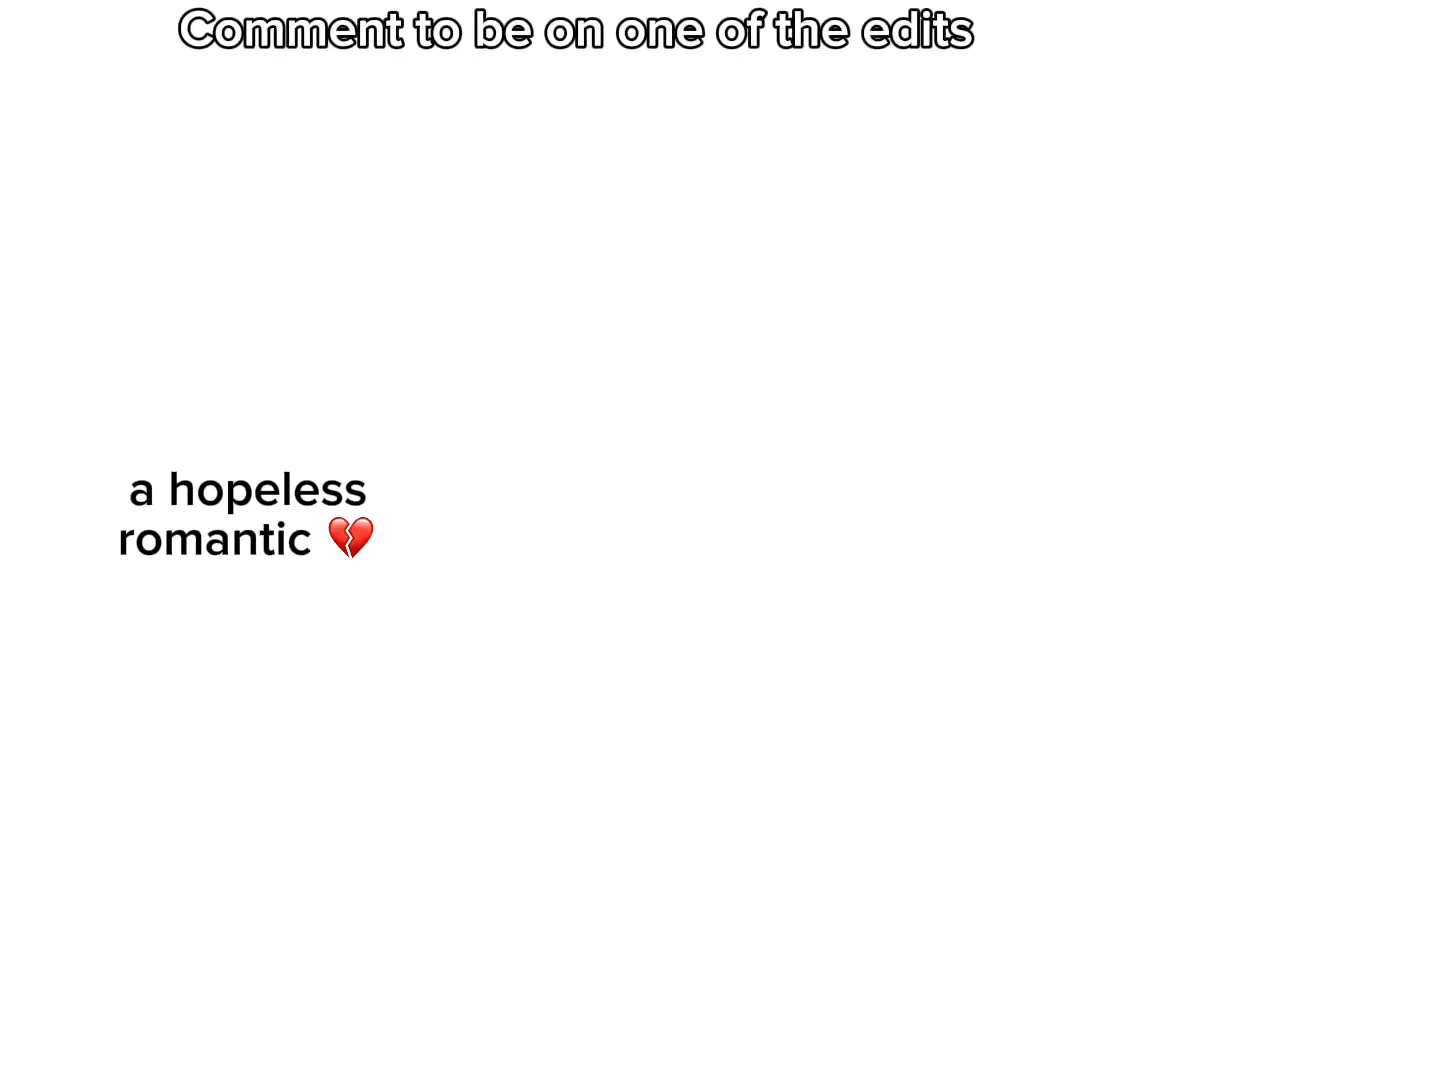 Comment to be on one of the edits
a hopeless
romantic 💔